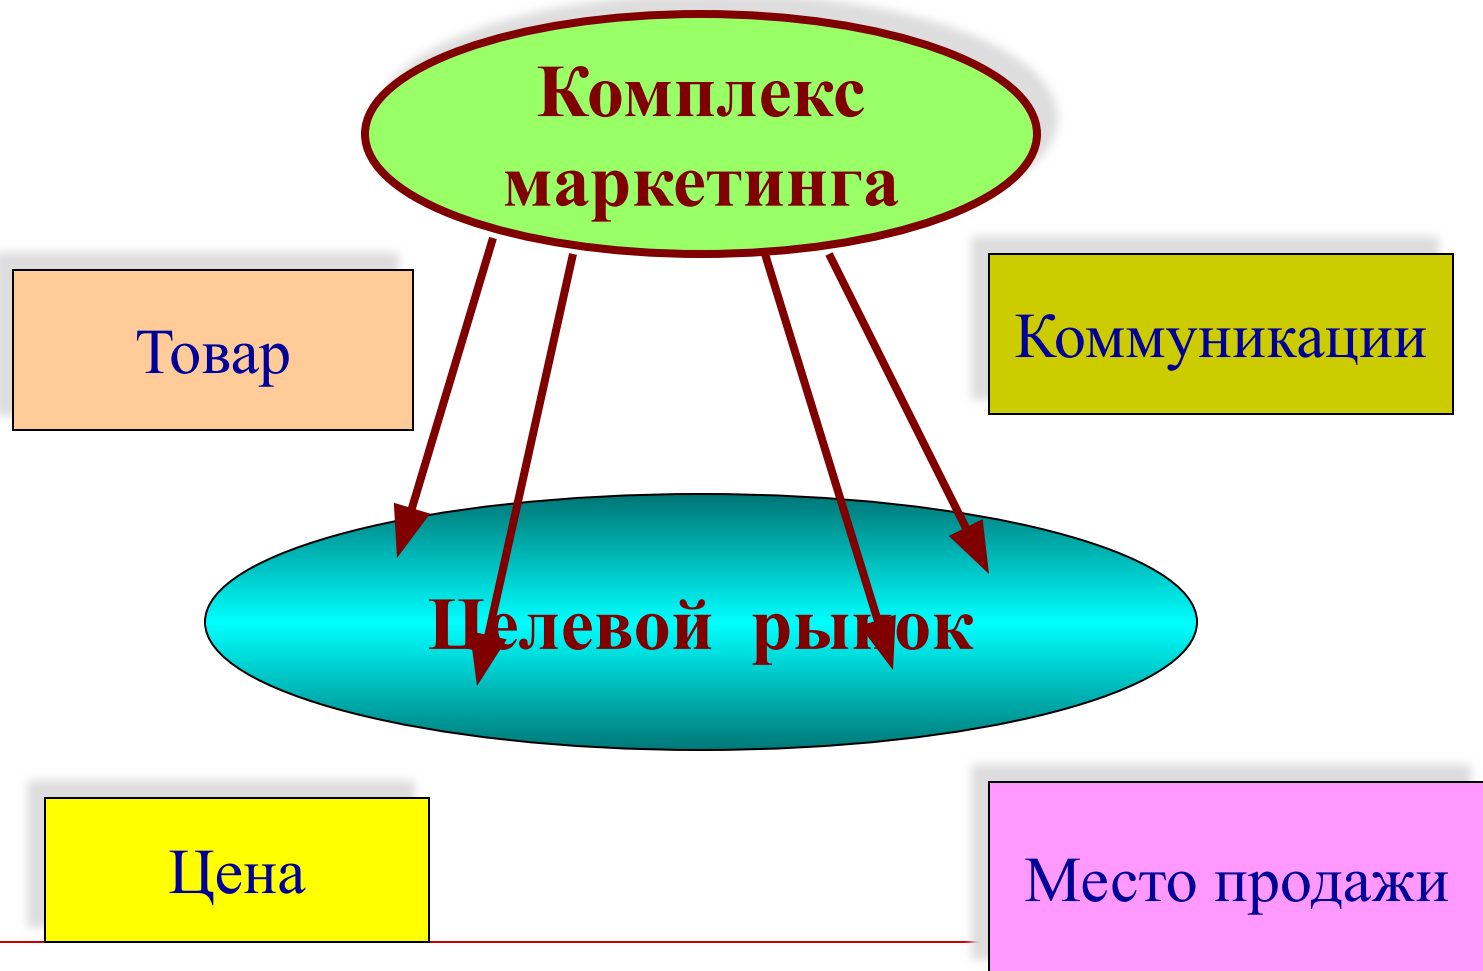 Комплекс
маркетинга
Товар
Коммуникации
Целевой рынок
Цена
Место продажи